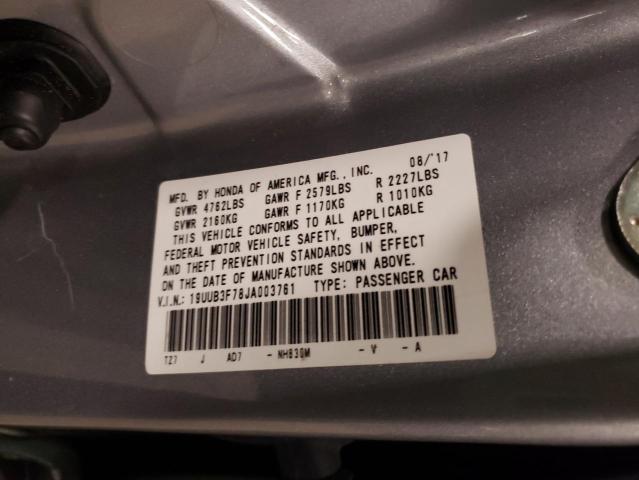 MFD. BY HONDA OF AMERICA MFG., INC. 08/'17
GVWR 4762LBS GAWR F 2579LBS R 2227LBS
GVWR 2160KG GAWR F 1170KG R 1010KG
THIS VEHICLE CONFORMS TO ALL APPLICABLE
FEDERAL MOTOR VEHICLE SAFETY, BUMPER,
AND THEFT PREVENTION STANDARDS IN EFFECT
ON THE DATE OF MANUFACTURE SHOWN ABOVE.
V.I.N.: 19UUB3F78JA003761 TYPE: PASSENGER CAR
T27 J AD7 - NH830M - V - A